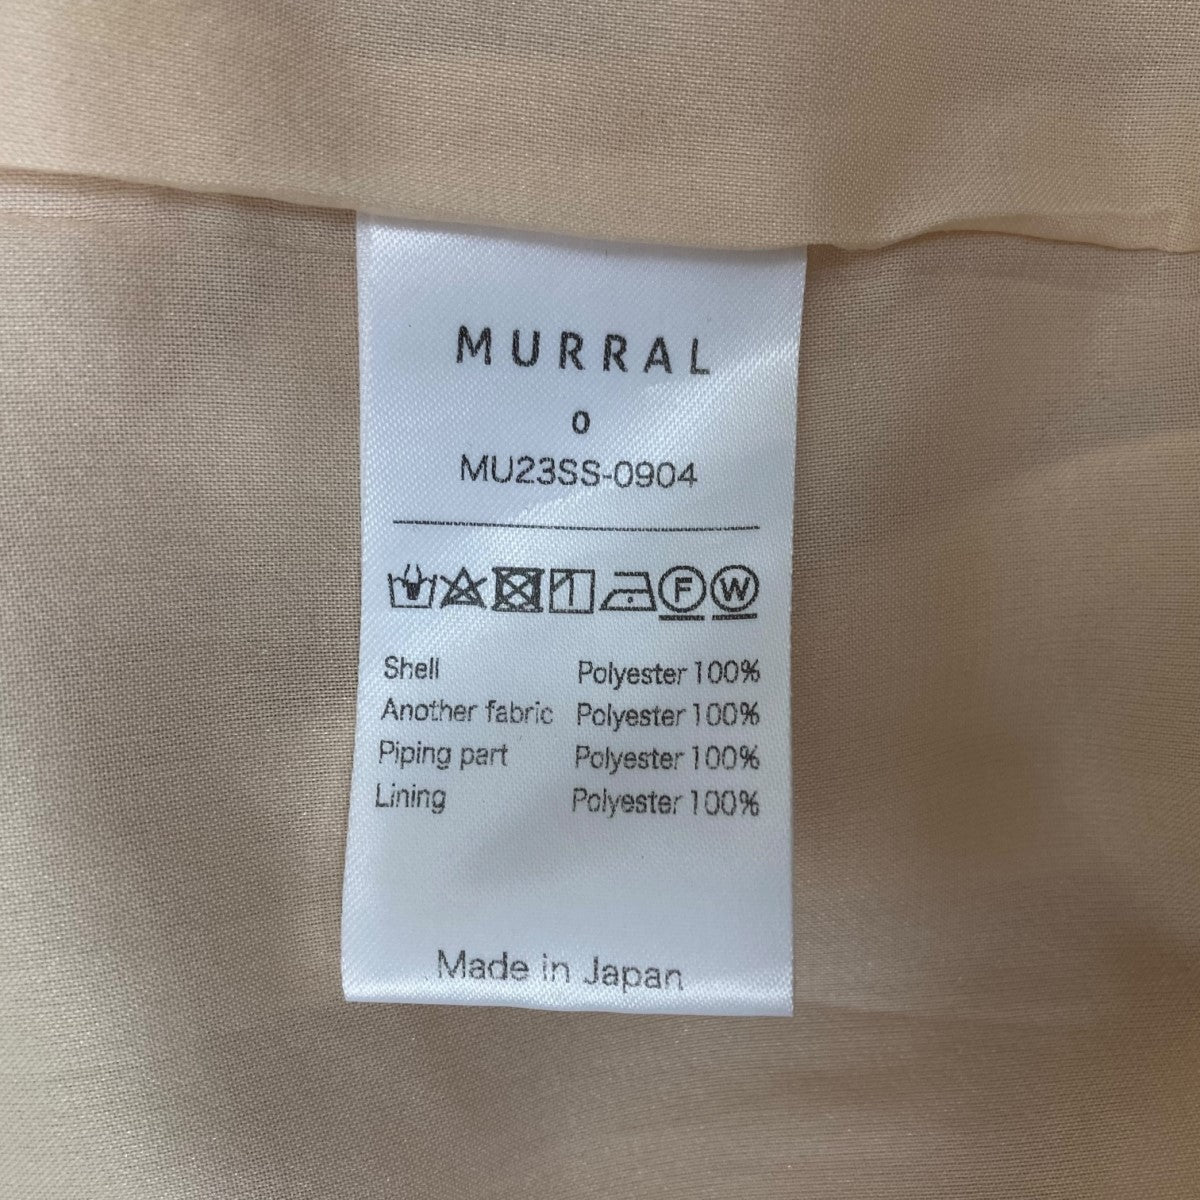 MURRAL
0
MU23SS-0904
F W
Shell Polyester 100%
Another fabric Polyester 100%
Piping part Polyester 100%
Lining Polyester 100%
Made in Japan